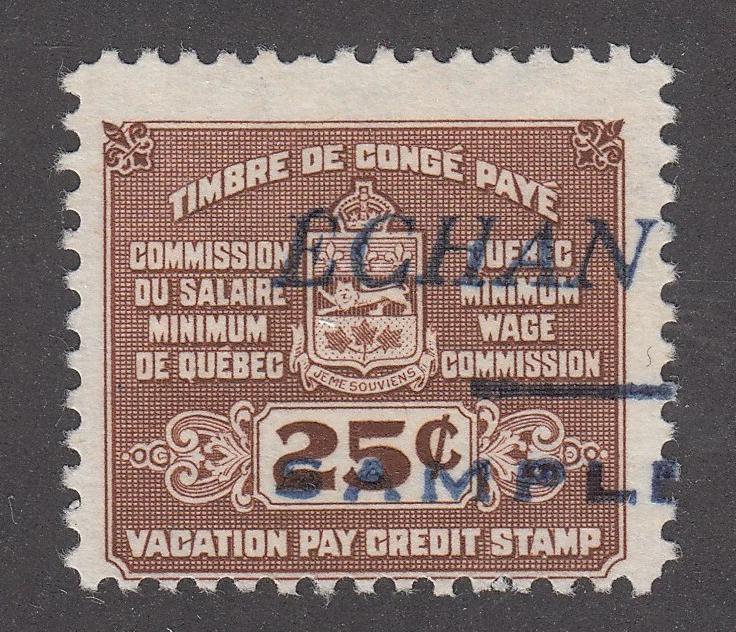 TIMBRE DE CONGÉ PAYÉ
COMMISSION
DU SALAIRE
MINIMUM
DE QUÉBEC
QUEBEC
MINIMUM
WAGE
COMMISSION
ECHAN
JE ME SOUVIENS
25¢
SAMPLE
VACATION PAY CREDIT STAMP